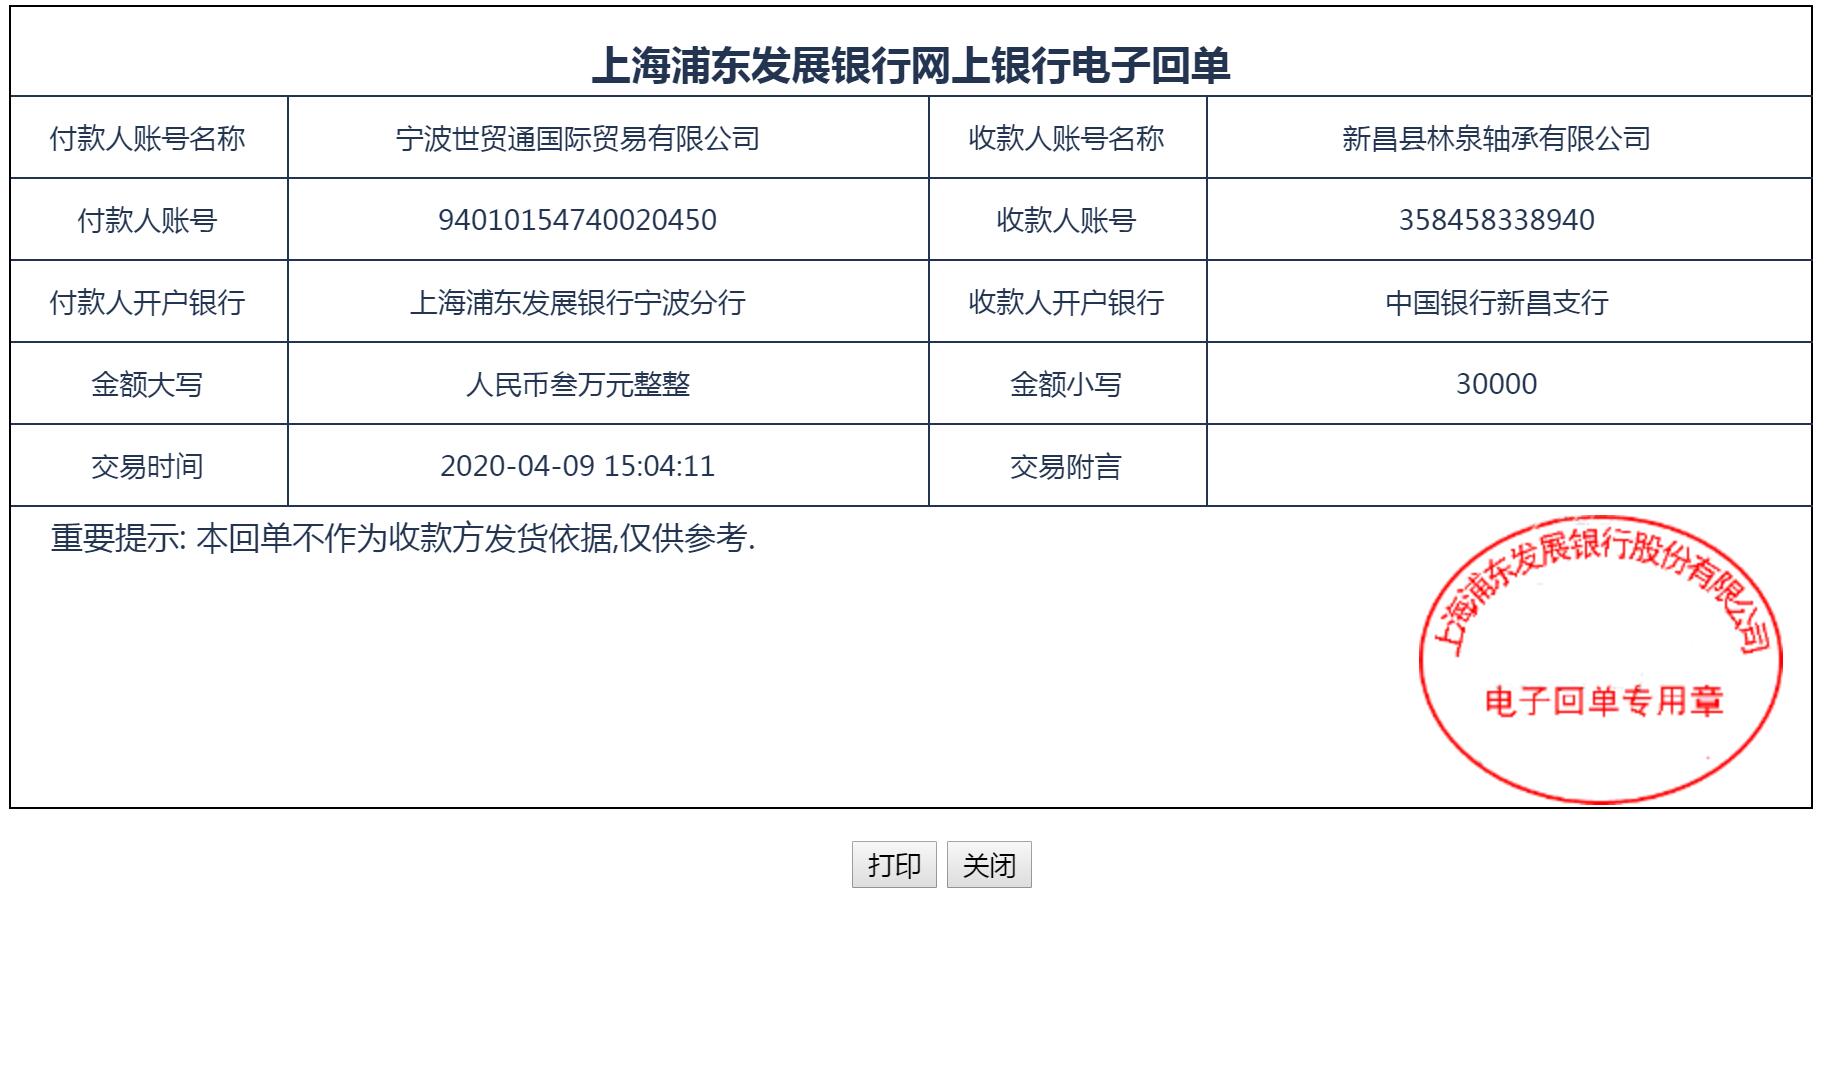 上海浦东发展银行网上银行电子回单
付款人账号名称 宁波世贸通国际贸易有限公司 收款人账号名称 新昌县林泉轴承有限公司
付款人账号 94010154740020450 收款人账号 358458338940
付款人开户银行 上海浦东发展银行宁波分行 收款人开户银行 中国银行新昌支行
金额大写 人民币叁万元整整 金额小写 30000
交易时间 2020-04-09 15:04:11 交易附言
重要提示: 本回单不作为收款方发货依据,仅供参考.
上海浦东发展银行股份有限公司
电子回单专用章
打印 关闭